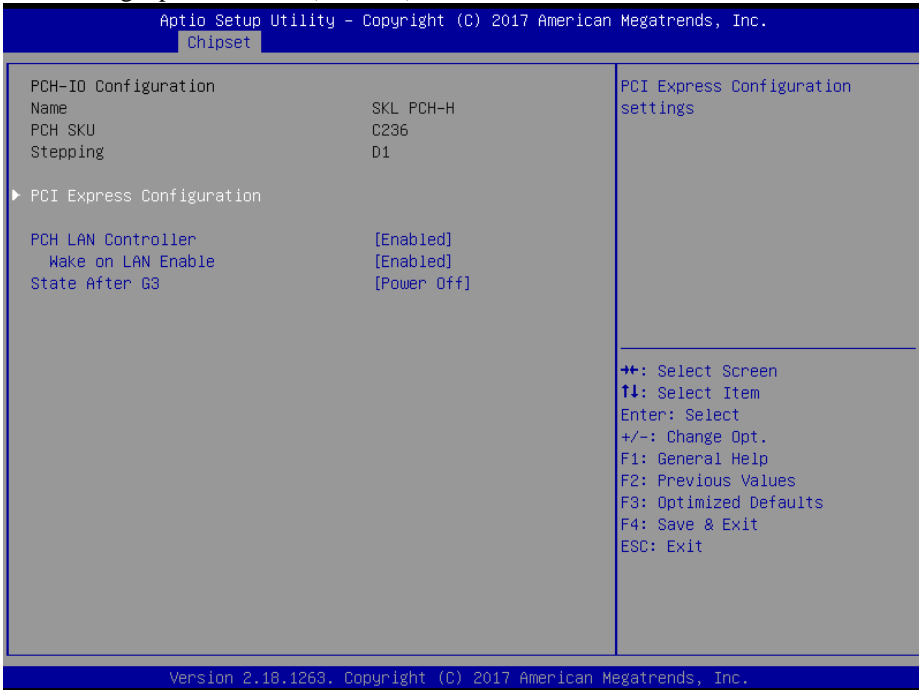 Aptio Setup Utility – Copyright (C) 2017 American Megatrends, Inc.
Chipset
PCH-IO Configuration
Name SKL PCH-H
PCH SKU C236
Stepping D1
PCI Express Configuration
PCH LAN Controller [Enabled]
Wake on LAN Enable [Enabled]
State After G3 [Power Off]
PCI Express Configuration
settings
→←: Select Screen
↑↓: Select Item
Enter: Select
+/-: Change Opt.
F1: General Help
F2: Previous Values
F3: Optimized Defaults
F4: Save & Exit
ESC: Exit
Version 2.18.1263. Copyright (C) 2017 American Megatrends, Inc.